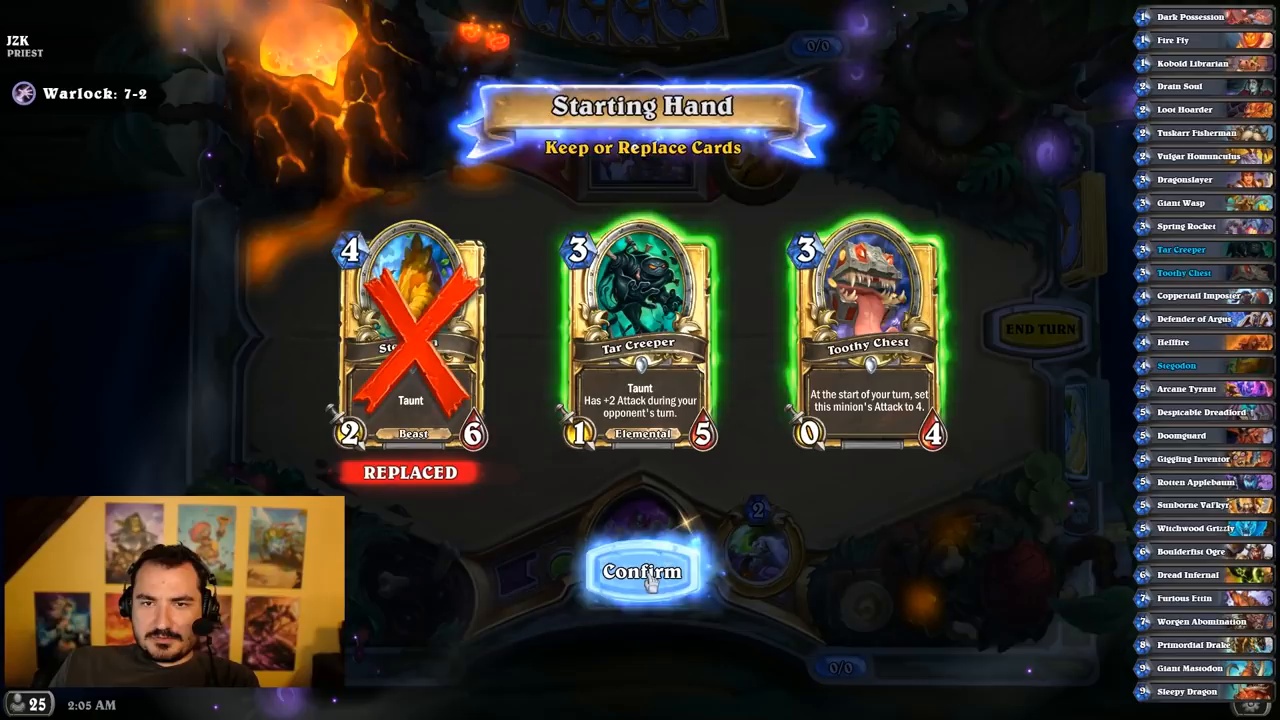 JZK
PRIEST
Warlock: 7-2
0/0
Starting Hand
Keep or Replace Cards
4
Taunt
2
Beast
6
REPLACED
3
Tar Creeper
Taunt
Has +2 Attack during your
opponent's turn.
1
Elemental
5
3
Toothy Chest
At the start of your turn, set
this minion's Attack to 4.
0
4
END TURN
2
Confirm
0/0
25
2:05 AM
1 Dark Possession
1 Fire Fly
1 Kobold Librarian
2 Drain Soul
2 Loot Hoarder
2 Tuskarr Fisherman
2 Vulgar Homunculus
3 Dragonslayer
3 Giant Wasp
3 Spring Rocket
3 Tar Creeper
3 Toothy Chest
4 Coppertail Imposter
4 Defender of Argus
4 Hellfire
4 Stegodon
5 Arcane Tyrant
5 Despicable Dreadlord
5 Doomguard
5 Giggling Inventor
5 Rotten Applebaum
5 Sunborne Val'kyr
5 Witchwood Grizzly
6 Boulderfist Ogre
6 Dread Infernal
7 Furious Ettin
7 Worgen Abomination
8 Primordial Drake
9 Giant Mastodon
9 Sleepy Dragon